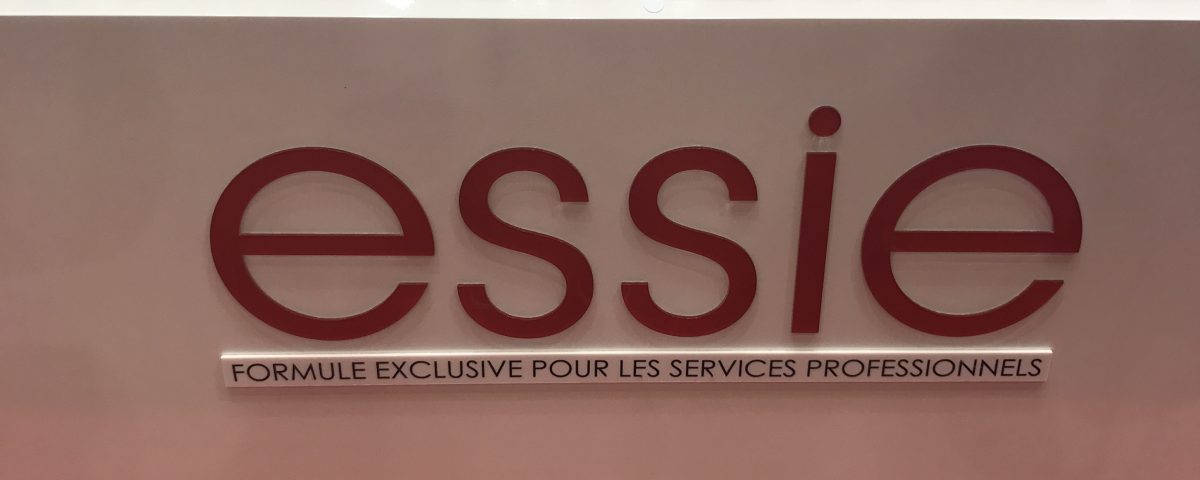 essie
FORMULE EXCLUSIVE POUR LES SERVICES PROFESSIONNELS